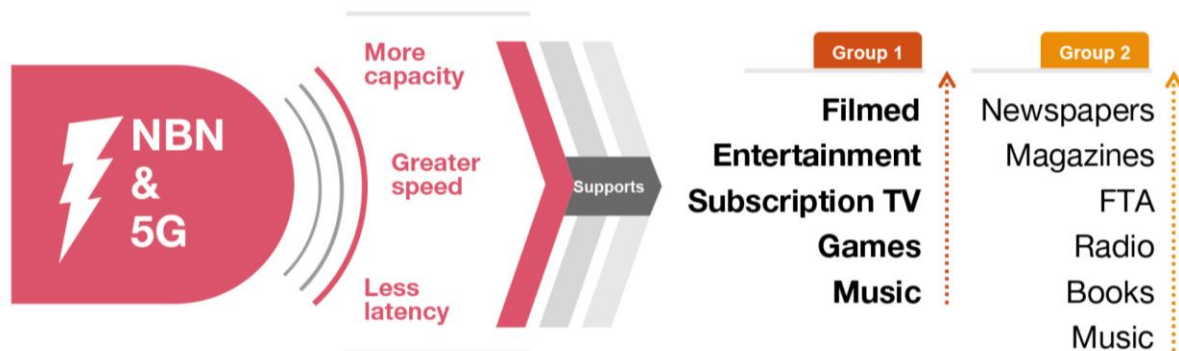 NBN
&
5G
More
capacity
Greater
speed
Less
latency
Supports
Group 1
Filmed
Entertainment
Subscription TV
Games
Music
Group 2
Newspapers
Magazines
FTA
Radio
Books
Music